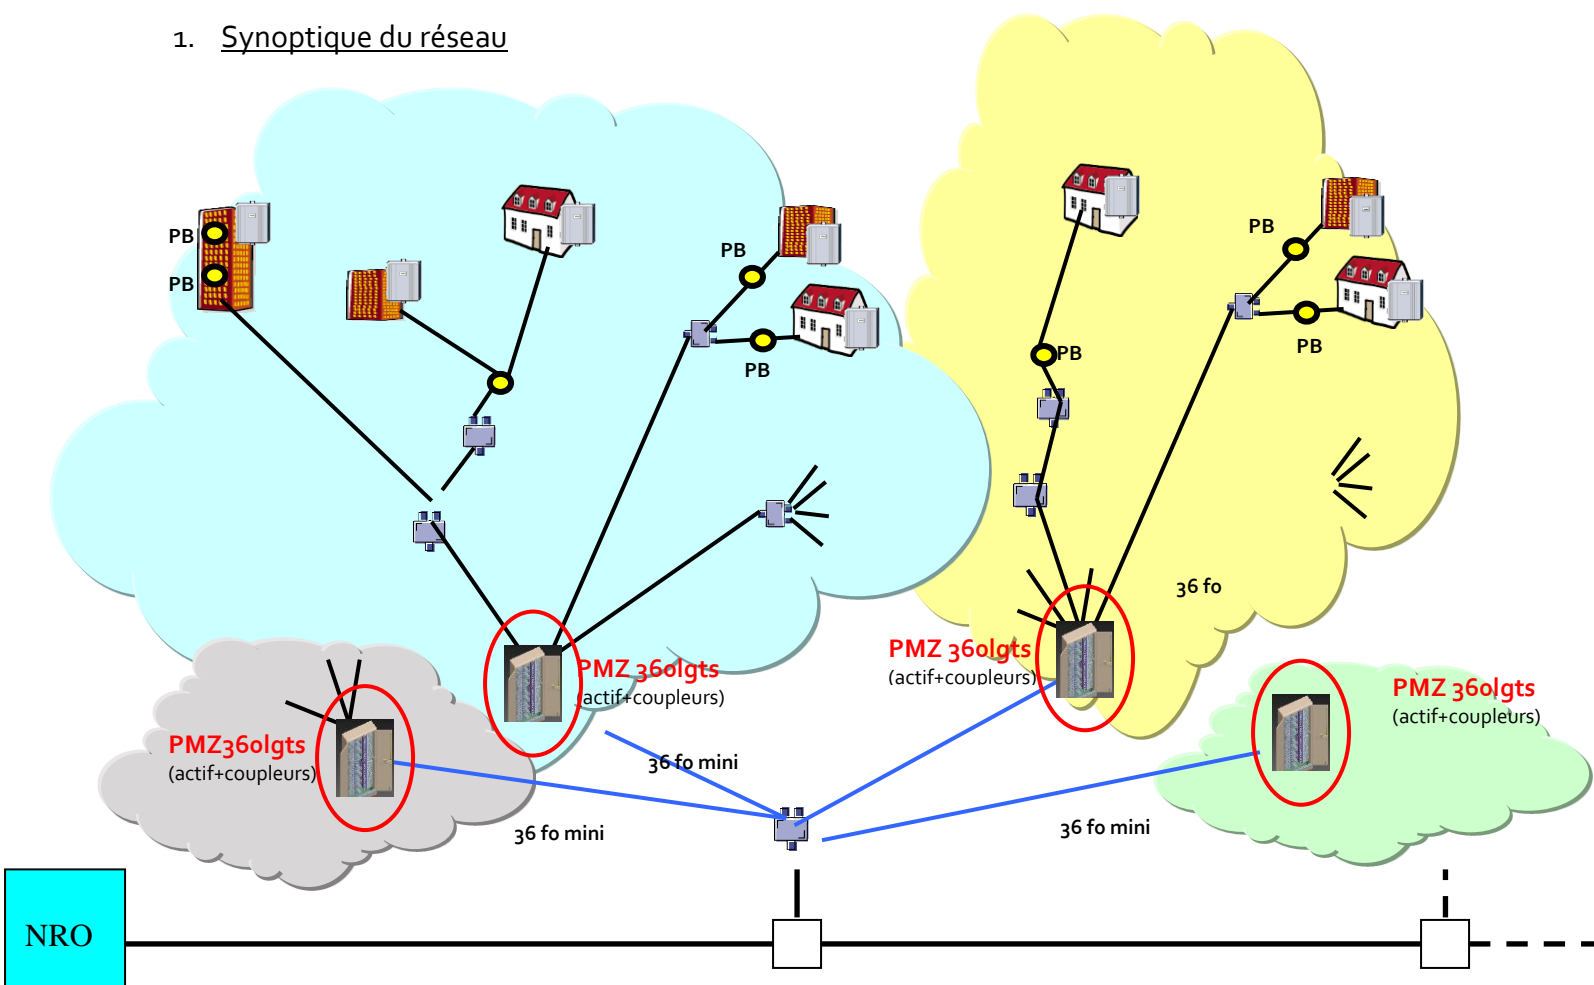 1. Synoptique du réseau
PB
PB
PB
PB
PB
PB
PB
36 fo
PMZ 360lgts
(actif+coupleurs)
PMZ 360lgts
(actif+coupleurs)
PMZ 360lgts
(actif+coupleurs)
PMZ360lgts
(actif+coupleurs)
36 fo mini
36 fo mini
36 fo mini
NRO